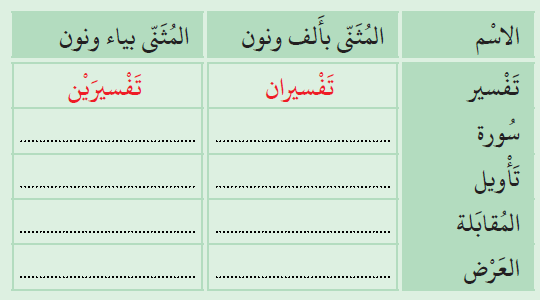 الاسْم المُثَنّى بأَلف ونون المُثَنّى بياء ونون
تَفْسير تَفْسيران تَفْسيرَيْن
سُورة
تَأْويل
المُقابَلة
العَرْض